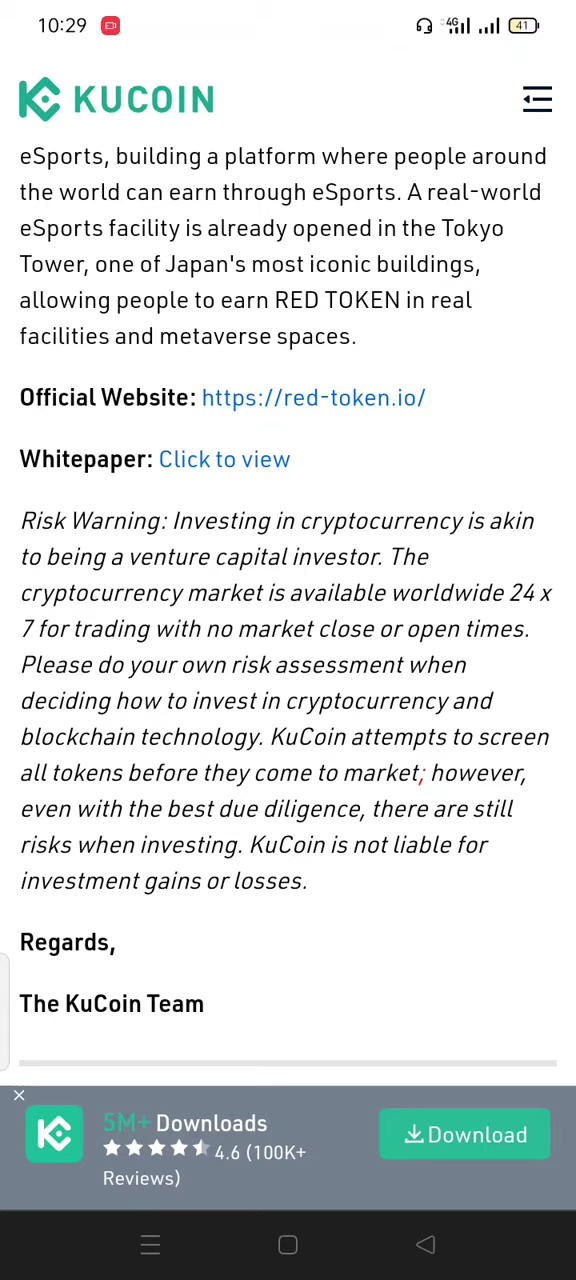 10:29
4G
41
KUCOIN
eSports, building a platform where people around
the world can earn through eSports. A real-world
eSports facility is already opened in the Tokyo
Tower, one of Japan's most iconic buildings,
allowing people to earn RED TOKEN in real
facilities and metaverse spaces.
Official Website: https://red-token.io/
Whitepaper: Click to view
Risk Warning: Investing in cryptocurrency is akin
to being a venture capital investor. The
cryptocurrency market is available worldwide 24 x
7 for trading with no market close or open times.
Please do your own risk assessment when
deciding how to invest in cryptocurrency and
blockchain technology. KuCoin attempts to screen
all tokens before they come to market; however,
even with the best due diligence, there are still
risks when investing. KuCoin is not liable for
investment gains or losses.
Regards,
The KuCoin Team
5M+ Downloads
4.6 (100K+
Reviews)
Download